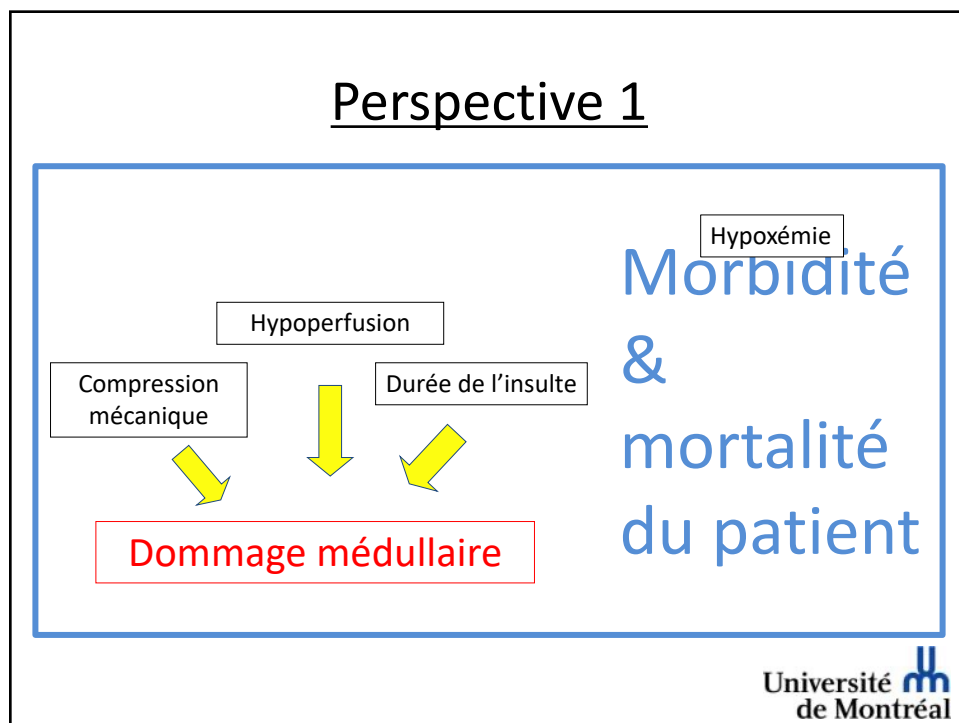 Perspective 1
Hypoxémie
Morbidité
&
mortalité
du patient
Hypoperfusion
Compression
mécanique
Durée de l’insulte
Dommage médullaire
Université
de Montréal